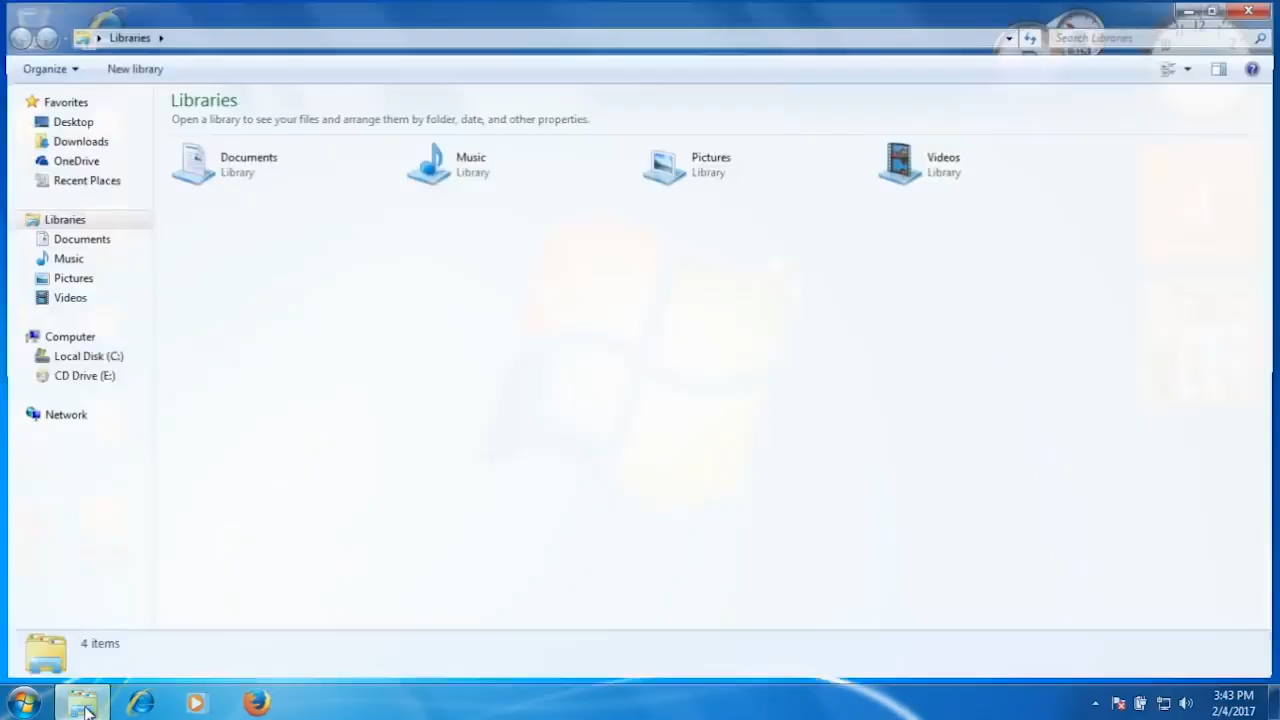 Libraries
Search Libraries
Organize
New library
Favorites
Desktop
Downloads
OneDrive
Recent Places
Libraries
Documents
Music
Pictures
Videos
Computer
Local Disk (C:)
CD Drive (E:)
Network
Libraries
Open a library to see your files and arrange them by folder, date, and other properties.
Documents
Library
Music
Library
Pictures
Library
Videos
Library
4 items
3:43 PM
2/4/2017